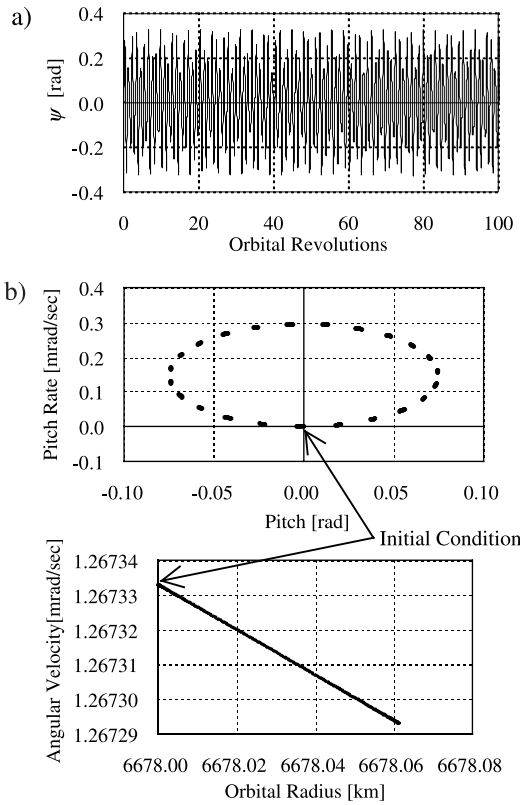 a)
0.4
0.2
0.0
-0.2
-0.4
ψ [rad]
0 20 40 60 80 100
Orbital Revolutions
b)
0.4
0.3
0.2
0.1
0.0
-0.1
Pitch Rate [mrad/sec]
-0.10 -0.05 0.00 0.05 0.10
Pitch [rad]
Initial Condition
1.26734
1.26733
1.26732
1.26731
1.26730
1.26729
Angular Velocity[mrad/sec]
6678.00 6678.02 6678.04 6678.06 6678.08
Orbital Radius [km]